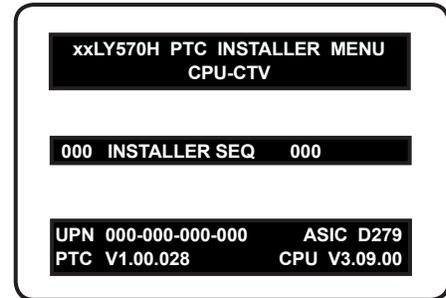 xxLY570H PTC INSTALLER MENU
CPU-CTV
000 INSTALLER SEQ 000
UPN 000-000-000-000 ASIC D279
PTC V1.00.028 CPU V3.09.00